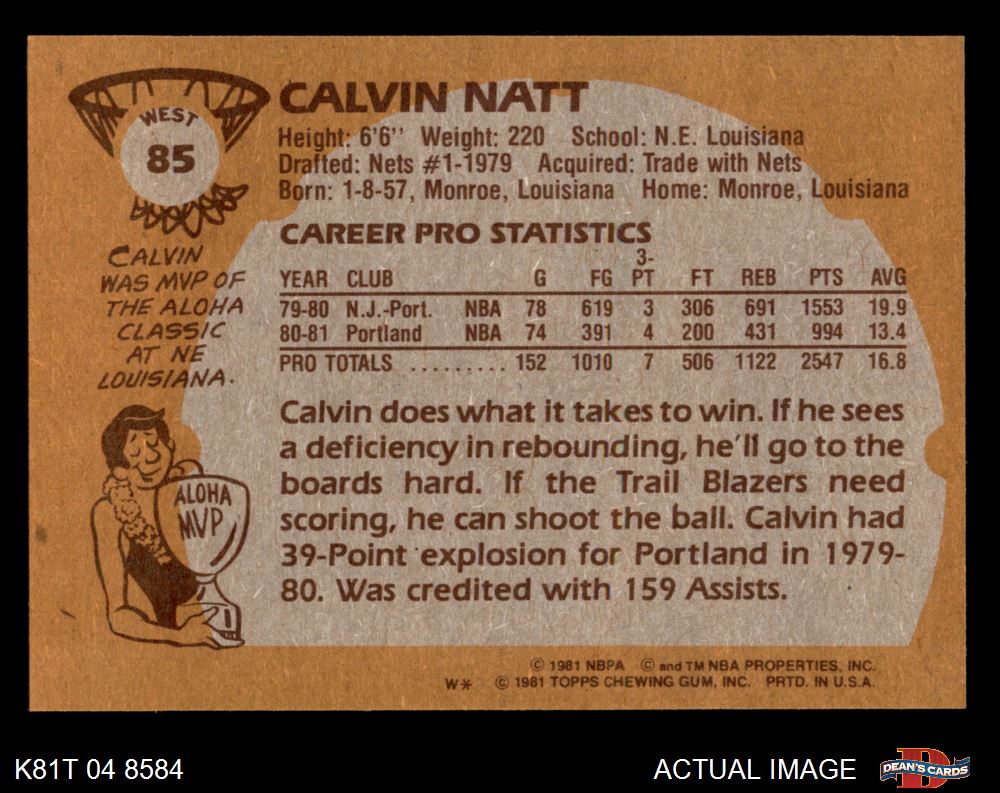 WEST
85
CALVIN NATT
Height: 6'6'' Weight: 220 School: N.E. Louisiana
Drafted: Nets #1-1979 Acquired: Trade with Nets
Born: 1-8-57, Monroe, Louisiana Home: Monroe, Louisiana
CALVIN
WAS MVP OF
THE ALOHA
CLASSIC
AT NE
LOUISIANA.
ALOHA
MVP
CAREER PRO STATISTICS
YEAR CLUB G FG 3-PT FT REB PTS AVG
79-80 N.J.-Port. NBA 78 619 3 306 691 1553 19.9
80-81 Portland NBA 74 391 4 200 431 994 13.4
PRO TOTALS ......... 152 1010 7 506 1122 2547 16.8
Calvin does what it takes to win. If he sees
a deficiency in rebounding, he'll go to the
boards hard. If the Trail Blazers need
scoring, he can shoot the ball. Calvin had
39-Point explosion for Portland in 1979-
80. Was credited with 159 Assists.
© 1981 NBPA © and TM NBA PROPERTIES, INC.
W* © 1981 TOPPS CHEWING GUM, INC. PRTD. IN U.S.A.
K81T 04 8584
ACTUAL IMAGE
D
DEAN'S CARDS